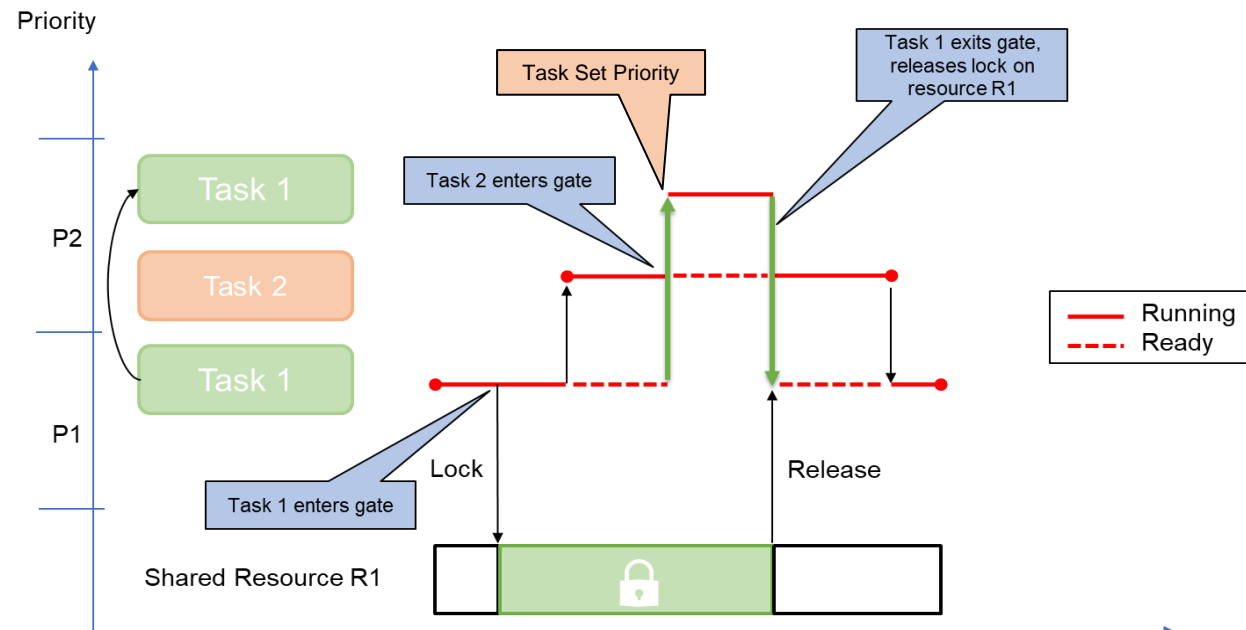 Priority
Task Set Priority
Task 1 exits gate,
releases lock on
resource R1
Task 1
Task 2 enters gate
P2
Task 2
Running
Ready
Task 1
P1
Lock
Release
Task 1 enters gate
Shared Resource R1